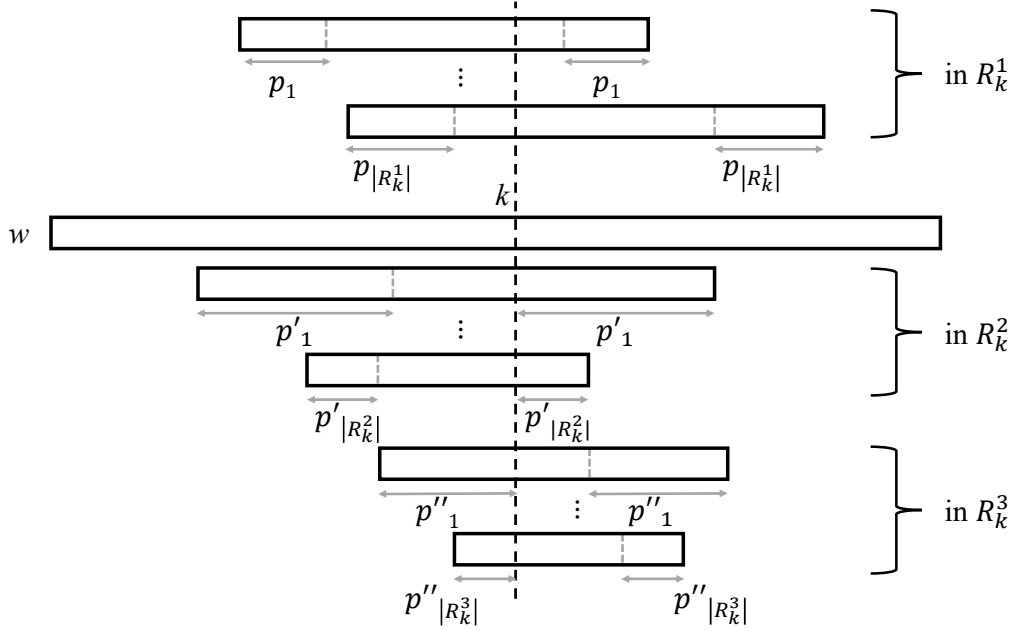 in $R_k^1$
$p_1$ ⋮ $p_1$
$p_{|R_k^1|}$ $p_{|R_k^1|}$
k
w
$p'_1$ ⋮ $p'_1$
in $R_k^2$
$p'_{|R_k^2|}$ $p'_{|R_k^2|}$
$p''_1$ ⋮ $p''_1$
in $R_k^3$
$p''_{|R_k^3|}$ $p''_{|R_k^3|}$